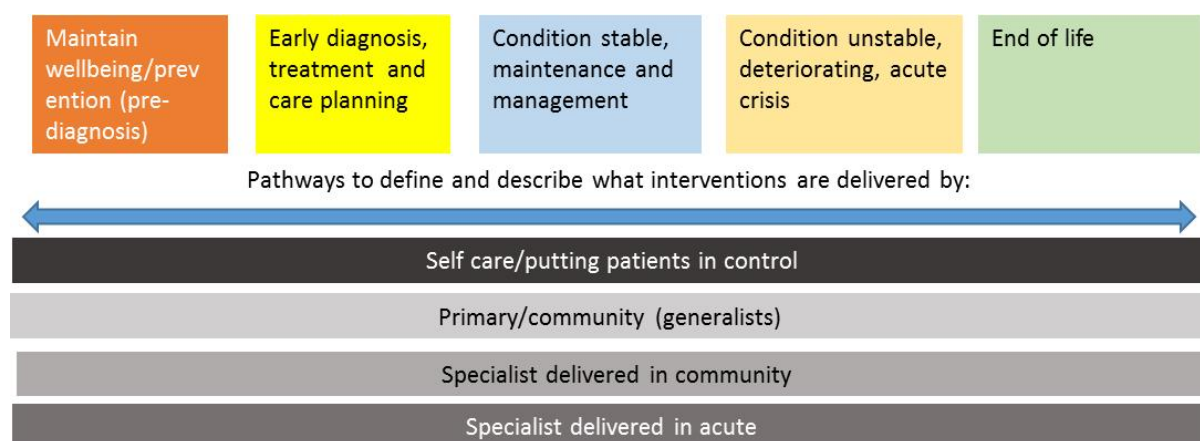 Maintain
wellbeing/prev
ention (pre-
diagnosis)
Early diagnosis,
treatment and
care planning
Condition stable,
maintenance and
management
Condition unstable,
deteriorating, acute
crisis
End of life
Pathways to define and describe what interventions are delivered by:
Self care/putting patients in control
Primary/community (generalists)
Specialist delivered in community
Specialist delivered in acute